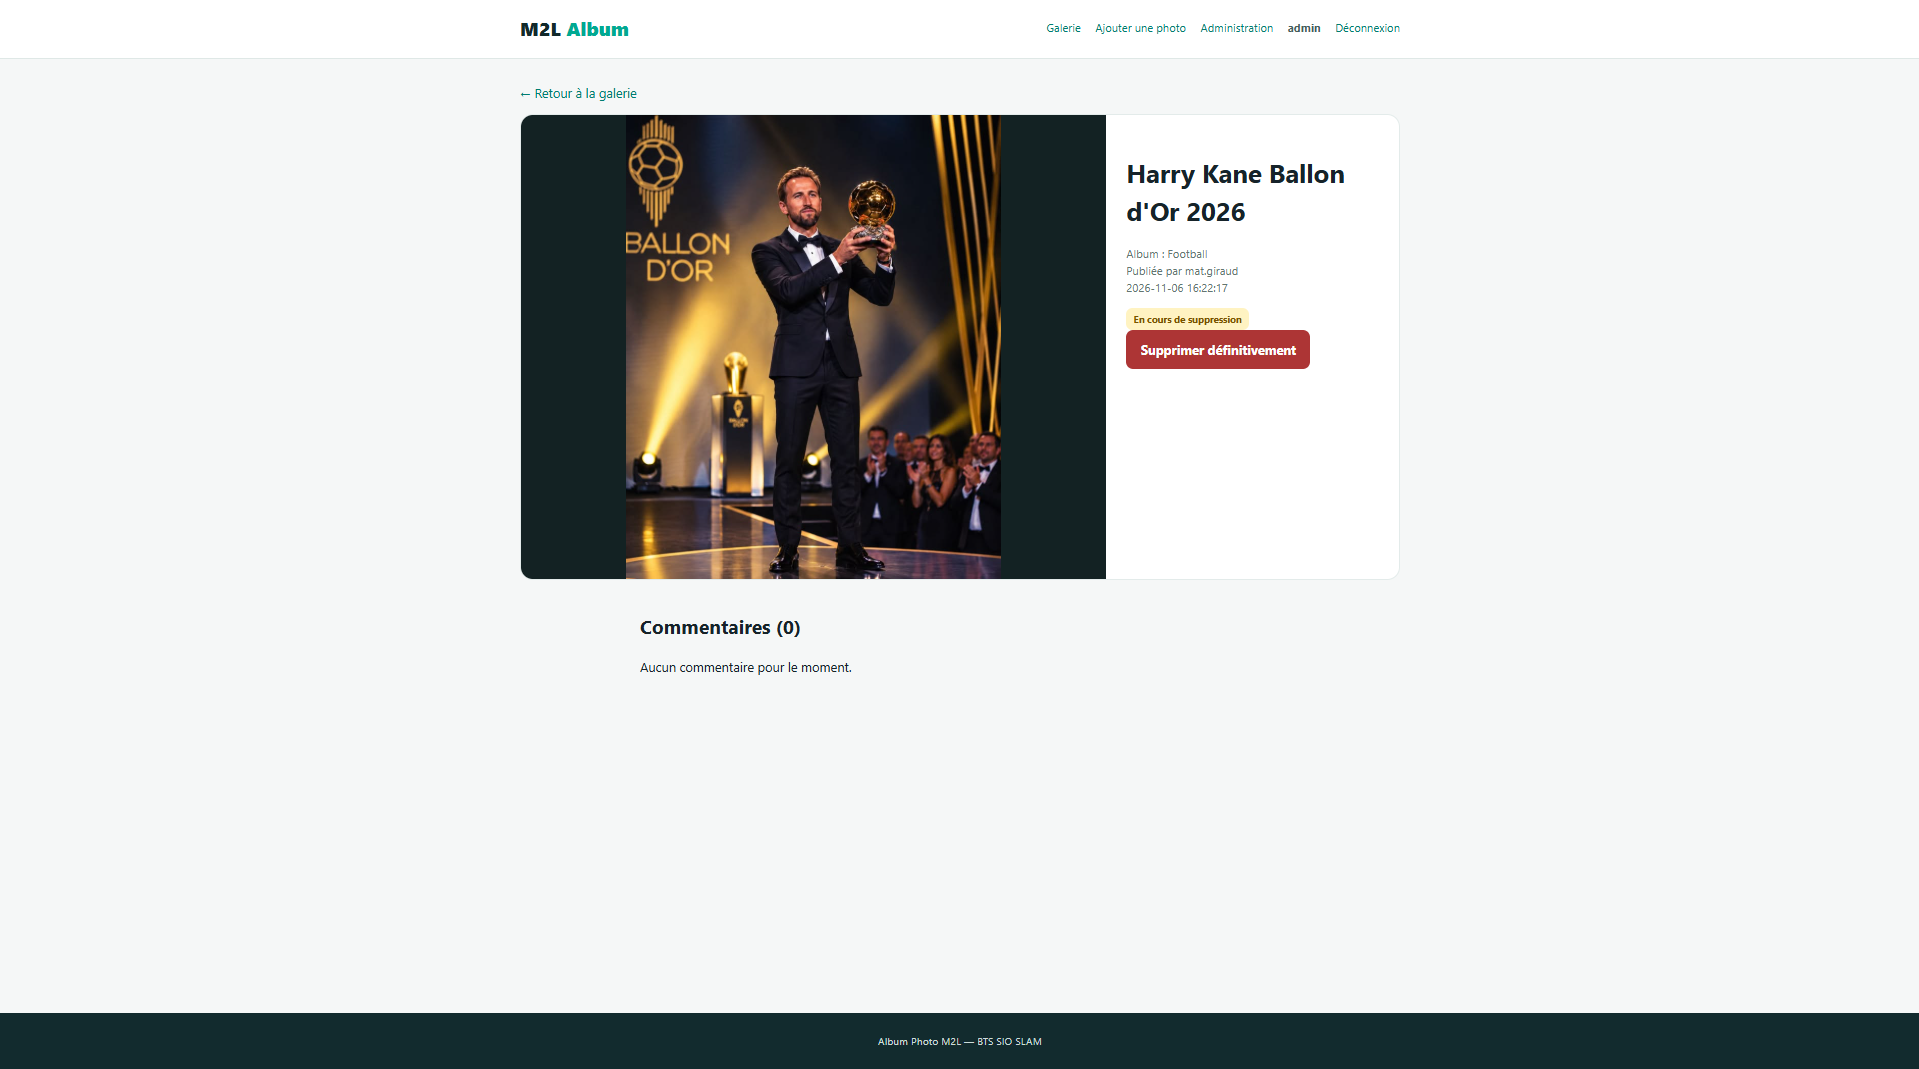 M2L Album
Galerie Ajouter une photo Administration admin Déconnexion
← Retour à la galerie
BALLON
D'OR
BALLON
D'OR
Harry Kane Ballon
d'Or 2026
Album : Football
Publiée par mat.giraud
2026-11-06 16:22:17
En cours de suppression
Supprimer définitivement
Commentaires (0)
Aucun commentaire pour le moment.
Album Photo M2L — BTS SIO SLAM